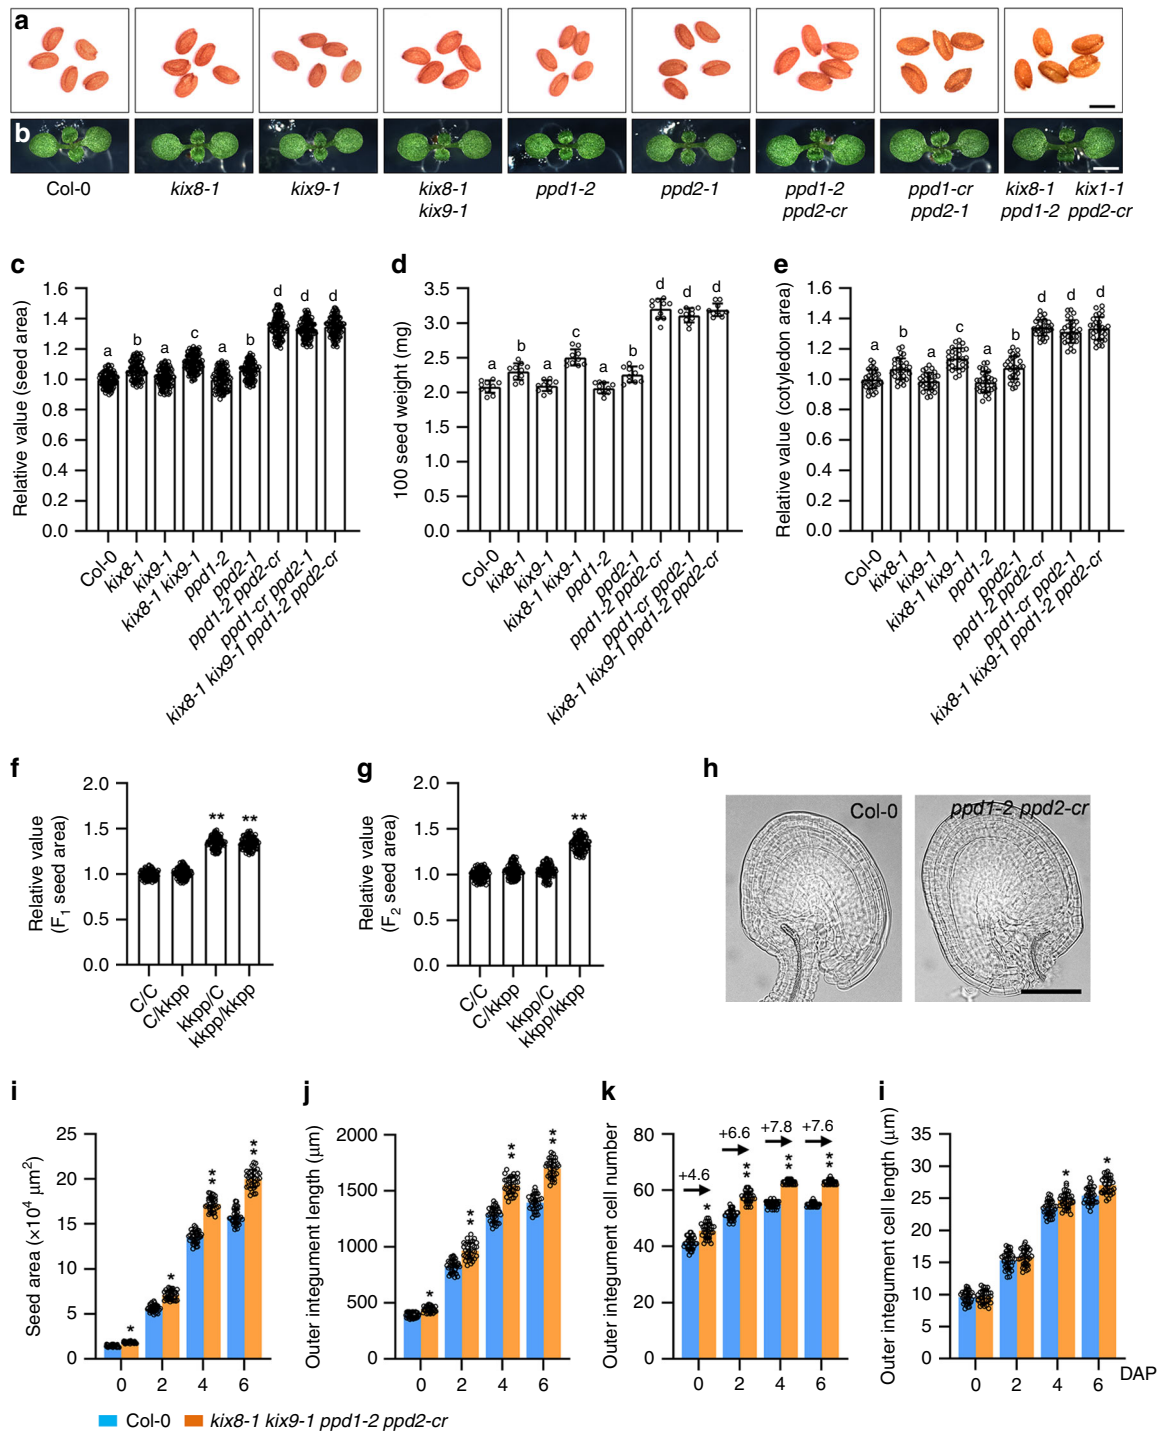 a
b
Col-0
kix8-1
kix9-1
kix8-1
kix9-1
ppd1-2
ppd2-1
ppd1-2
ppd2-cr
ppd1-cr
ppd2-1
kix8-1 kix1-1
ppd1-2 ppd2-cr
c
Relative value (seed area)
1.6
1.4
1.2
1.0
0.8
0.6
0.4
0.2
0.0
a
b
a
c
a
b
d
d
d
Col-0
kix8-1
kix9-1
kix8-1 kix9-1
ppd1-2
ppd2-1
ppd1-2 ppd2-cr
ppd1-cr ppd2-1
kix8-1 kix9-1 ppd1-2 ppd2-cr
d
100 seed weight (mg)
3.5
3.0
2.5
2.0
1.5
1.0
0.5
0.0
a
b
a
c
a
b
d
d
d
Col-0
kix8-1
kix9-1
kix8-1 kix9-1
ppd1-2
ppd2-1
ppd1-2 ppd2-cr
ppd1-cr ppd2-1
kix8-1 kix9-1 ppd1-2 ppd2-cr
e
Relative value (cotyledon area)
1.6
1.4
1.2
1.0
0.8
0.6
0.4
0.2
0.0
a
b
a
c
a
b
d
d
d
Col-0
kix8-1
kix9-1
kix8-1 kix9-1
ppd1-2
ppd2-1
ppd1-2 ppd2-cr
ppd1-cr ppd2-1
kix8-1 kix9-1 ppd1-2 ppd2-cr
f
Relative value
(F1 seed area)
2.0
1.5
1.0
0.5
0.0
**
**
C/C
C/kkpp
kkpp/C
kkpp/kkpp
g
Relative value
(F2 seed area)
2.0
1.5
1.0
0.5
0.0
**
C/C
C/kkpp
kkpp/C
kkpp/kkpp
h
Col-0
ppd1-2 ppd2-cr
i
Seed area (×10⁴ μm²)
25
20
15
10
5
0
*
*
**
**
0 2 4 6
j
Outer integument length (μm)
2000
1500
1000
500
0
*
**
**
**
0 2 4 6
k
Outer integument cell number
80
60
40
20
0
+4.6
+6.6
+7.8
+7.6
*
**
**
**
0 2 4 6
i
Outer integument cell length (μm)
35
30
25
20
15
10
5
0
*
*
0 2 4 6
DAP
Col-0
kix8-1 kix9-1 ppd1-2 ppd2-cr